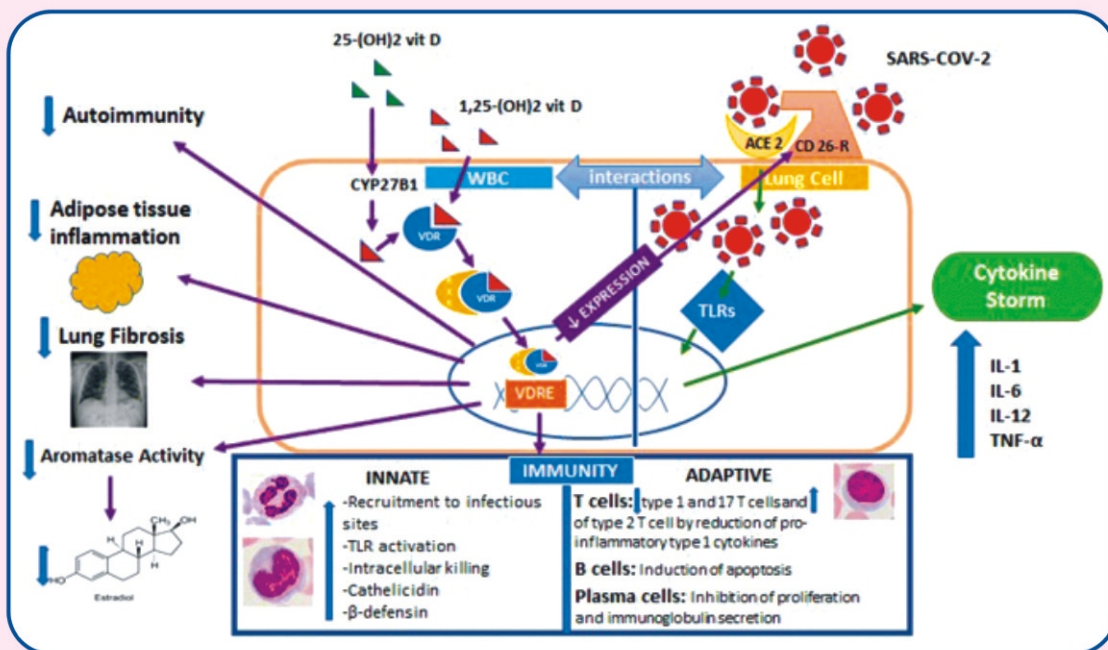 25-(OH)2 vit D
1,25-(OH)2 vit D
SARS-COV-2
Autoimmunity
ACE 2
CD 26-R
CYP27B1
WBC
interactions
Lung Cell
Adipose tissue
inflammation
VDR
VDR
↓ EXPRESSION
TLRs
Cytokine
Storm
Lung Fibrosis
VDR
VDRE
IL-1
IL-6
IL-12
TNF-α
Aromatase Activity
IMMUNITY
INNATE
-Recruitment to infectious
sites
-TLR activation
-Intracellular killing
-Cathelicidin
-β-defensin
ADAPTIVE
T cells: type 1 and 17 T cells and
of type 2 T cell by reduction of pro-
inflammatory type 1 cytokines
B cells: Induction of apoptosis
Plasma cells: Inhibition of proliferation
and immunoglobulin secretion
CH3
OH
H
H
H
HO
Estradiol